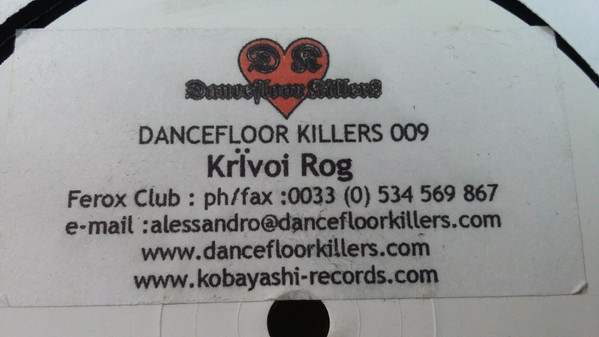 D K
Dancefloor Killers
DANCEFLOOR KILLERS 009
KrÏvoi Rog
Ferox Club : ph/fax :0033 (0) 534 569 867
e-mail :alessandro@dancefloorkillers.com
www.dancefloorkillers.com
www.kobayashi-records.com